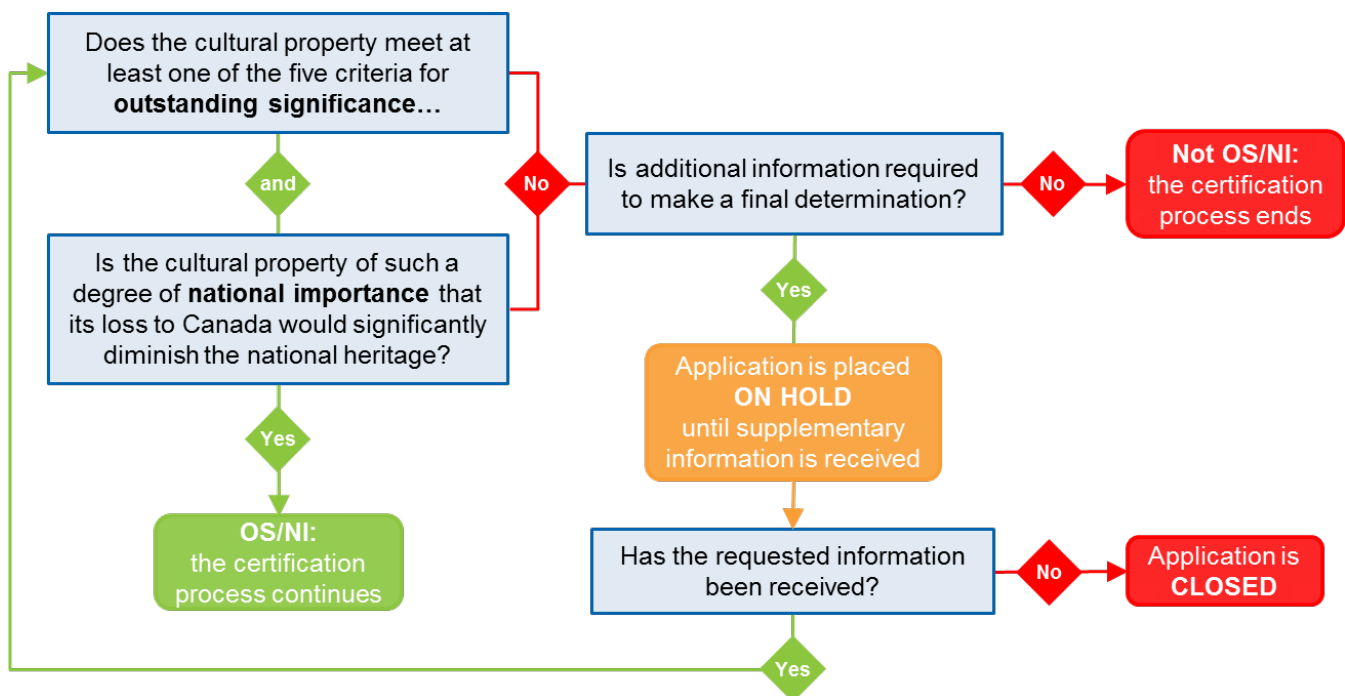 Does the cultural property meet at
least one of the five criteria for
outstanding significance…
and
Is the cultural property of such a
degree of national importance that
its loss to Canada would significantly
diminish the national heritage?
Yes
OS/NI:
the certification
process continues
No
Is additional information required
to make a final determination?
No
Not OS/NI:
the certification
process ends
Yes
Application is placed
ON HOLD
until supplementary
information is received
Has the requested information
been received?
No
Application is
CLOSED
Yes